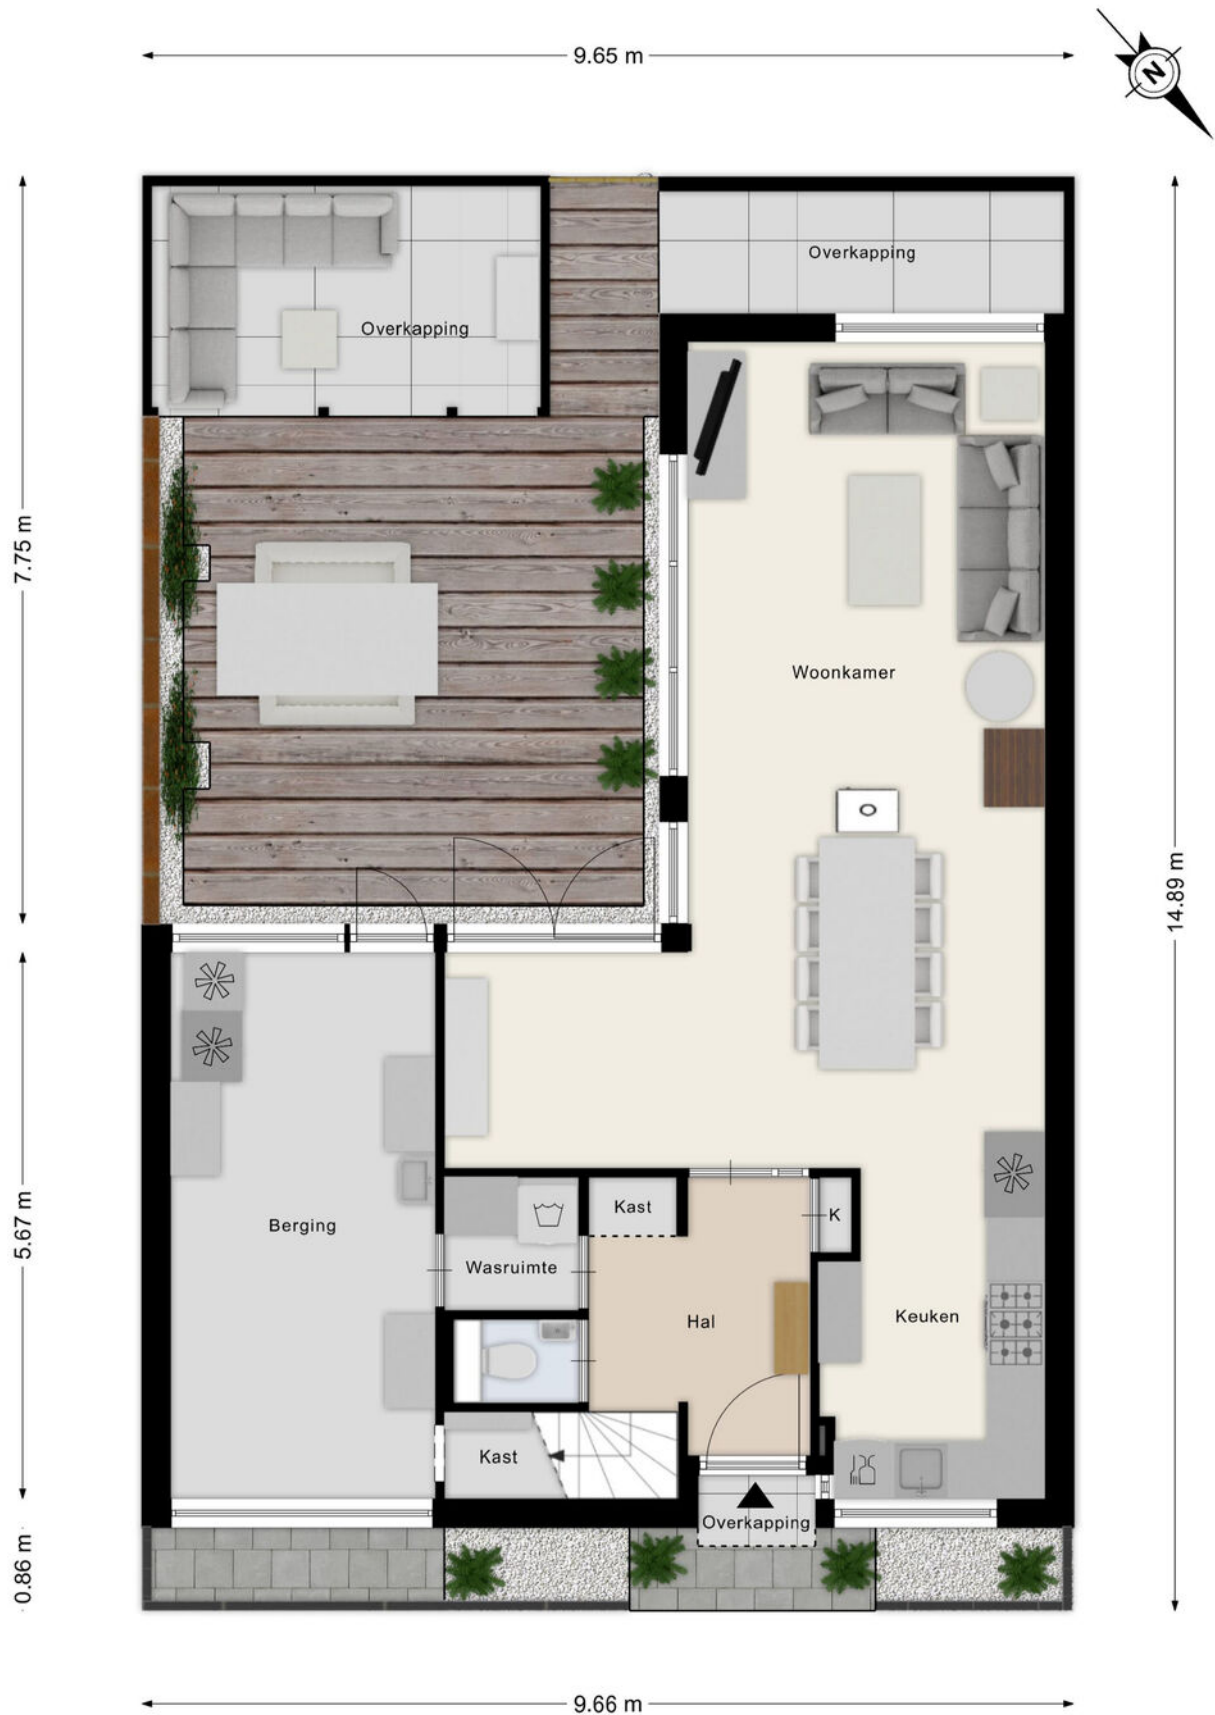 9.65 m
N
Overkapping
Overkapping
7.75 m
Woonkamer
14.89 m
Kast
K
Berging
5.67 m
Wasruimte
Keuken
Hal
Kast
Overkapping
0.86 m
9.66 m